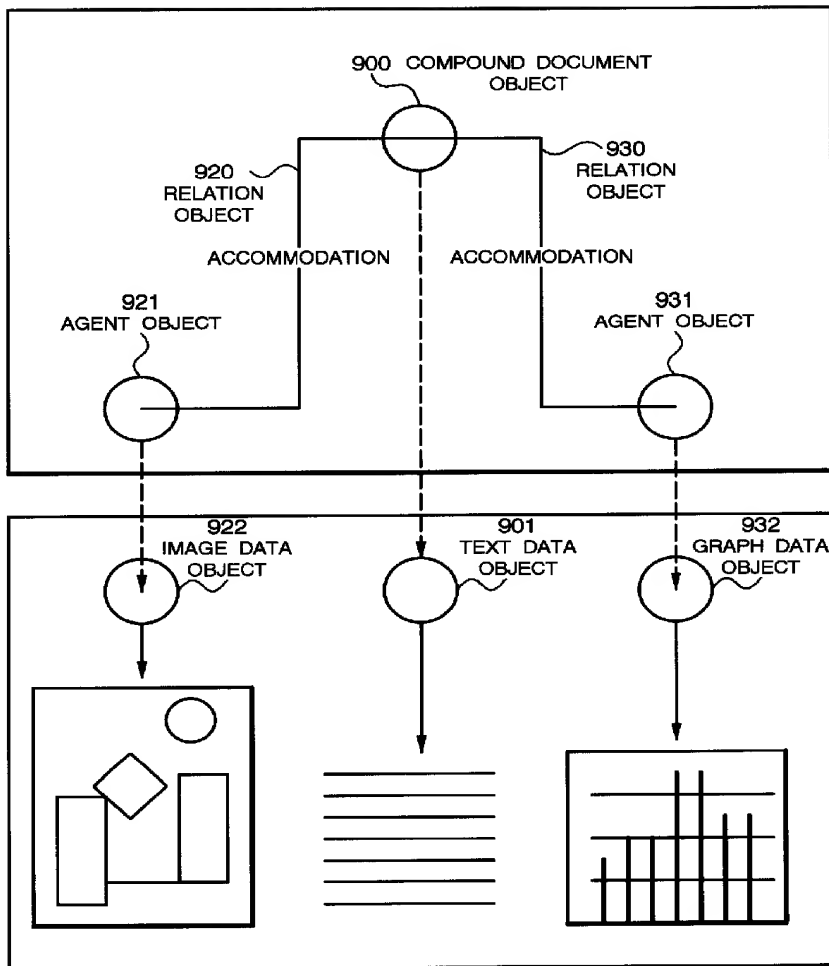 900 COMPOUND DOCUMENT
OBJECT
920
RELATION
OBJECT
930
RELATION
OBJECT
ACCOMMODATION
ACCOMMODATION
921
AGENT OBJECT
931
AGENT OBJECT
922
IMAGE DATA
OBJECT
901
TEXT DATA
OBJECT
932
GRAPH DATA
OBJECT